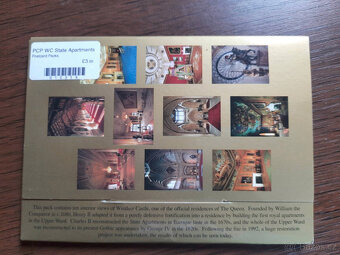 PCP WC State Apartments
Postcard Packs
£3.99
This pack contains ten interior views of Windsor Castle, one of the official residences of The Queen. Founded by William the
Conqueror in c.1080, Henry II adapted it from a purely defensive fortification into a residence by building the first royal apartments
in the Upper Ward. Charles II reconstructed the State Apartments in Baroque taste in the 1670s, and the whole of the Upper Ward
was reconstructed to its present Gothic appearance by George IV in the 1820s. Following the fire in 1992, a large restoration
project was undertaken, the results of which can be seen today.